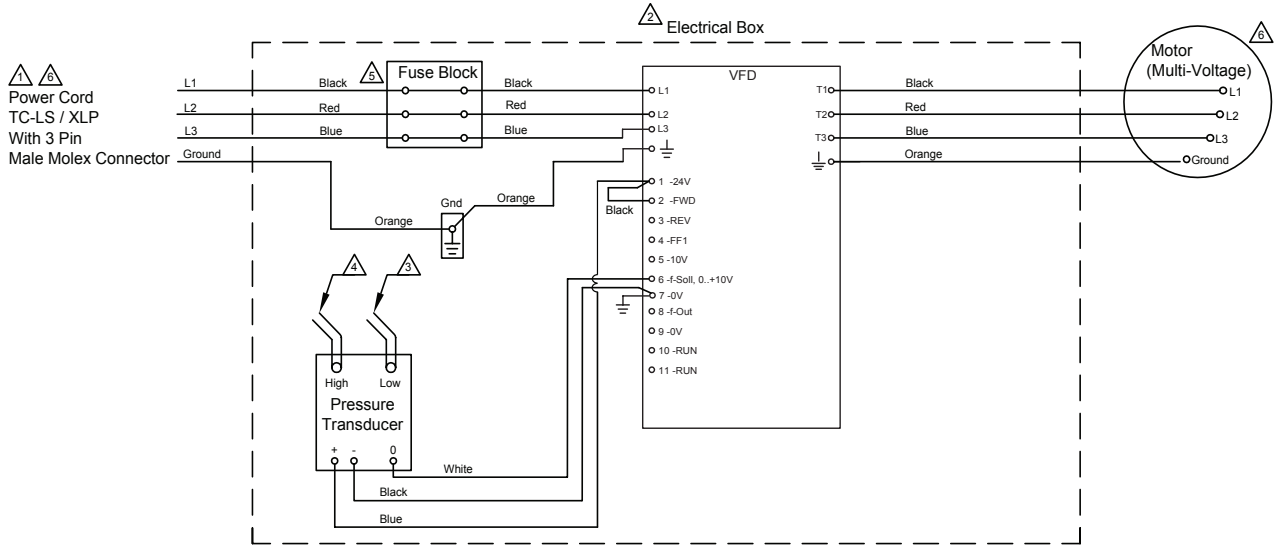 2
Electrical Box
1 6
Power Cord
TC-LS / XLP
With 3 Pin
Male Molex Connector
L1
L2
L3
Ground
Black
Red
Blue
5
Fuse Block
Black
Red
Blue
VFD
L1
L2
L3
T1
T2
T3
Black
Red
Blue
Orange
6
Motor
(Multi-Voltage)
L1
L2
L3
Ground
Orange
Gnd
Orange
Black
1 -24V
2 -FWD
3 -REV
4 -FF1
5 -10V
6 -f-Soll, 0..+10V
7 -0V
8 -f-Out
9 -0V
10 -RUN
11 -RUN
4
3
High
Low
Pressure
Transducer
+ - 0
White
Black
Blue